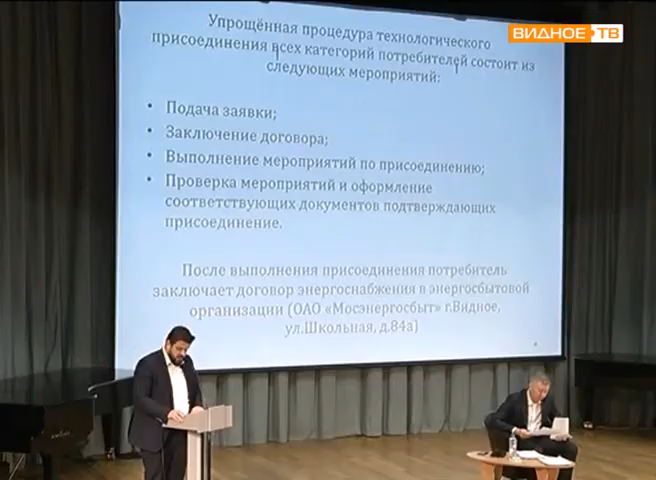 ВИДНОЕ ТВ
Упрощённая процедура технологического
присоединения всех категорий потребителей состоит из
следующих мероприятий:
• Подача заявки;
• Заключение договора;
• Выполнение мероприятий по присоединению;
• Проверка мероприятий и оформление
соответствующих документов подтверждающих
присоединение.
После выполнения присоединения потребитель
заключает договор энергоснабжения в энергосбытовой
организации (ОАО «Мосэнергосбыт» г.Видное,
ул.Школьная, д.84а)